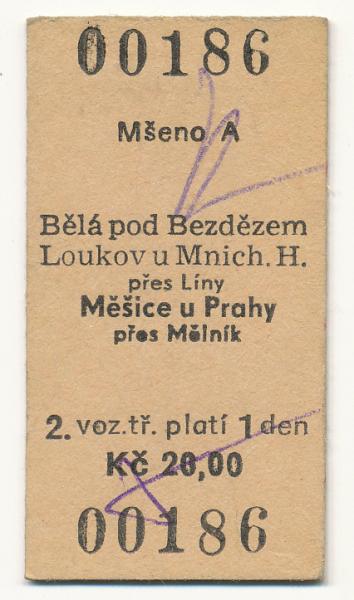 00186
Mšeno A
Bělá pod Bezdězem
Loukov u Mnich. H.
přes Líny
Měšice u Prahy
přes Mělník
2. voz.tř. platí 1 den
Kč 20,00
00186